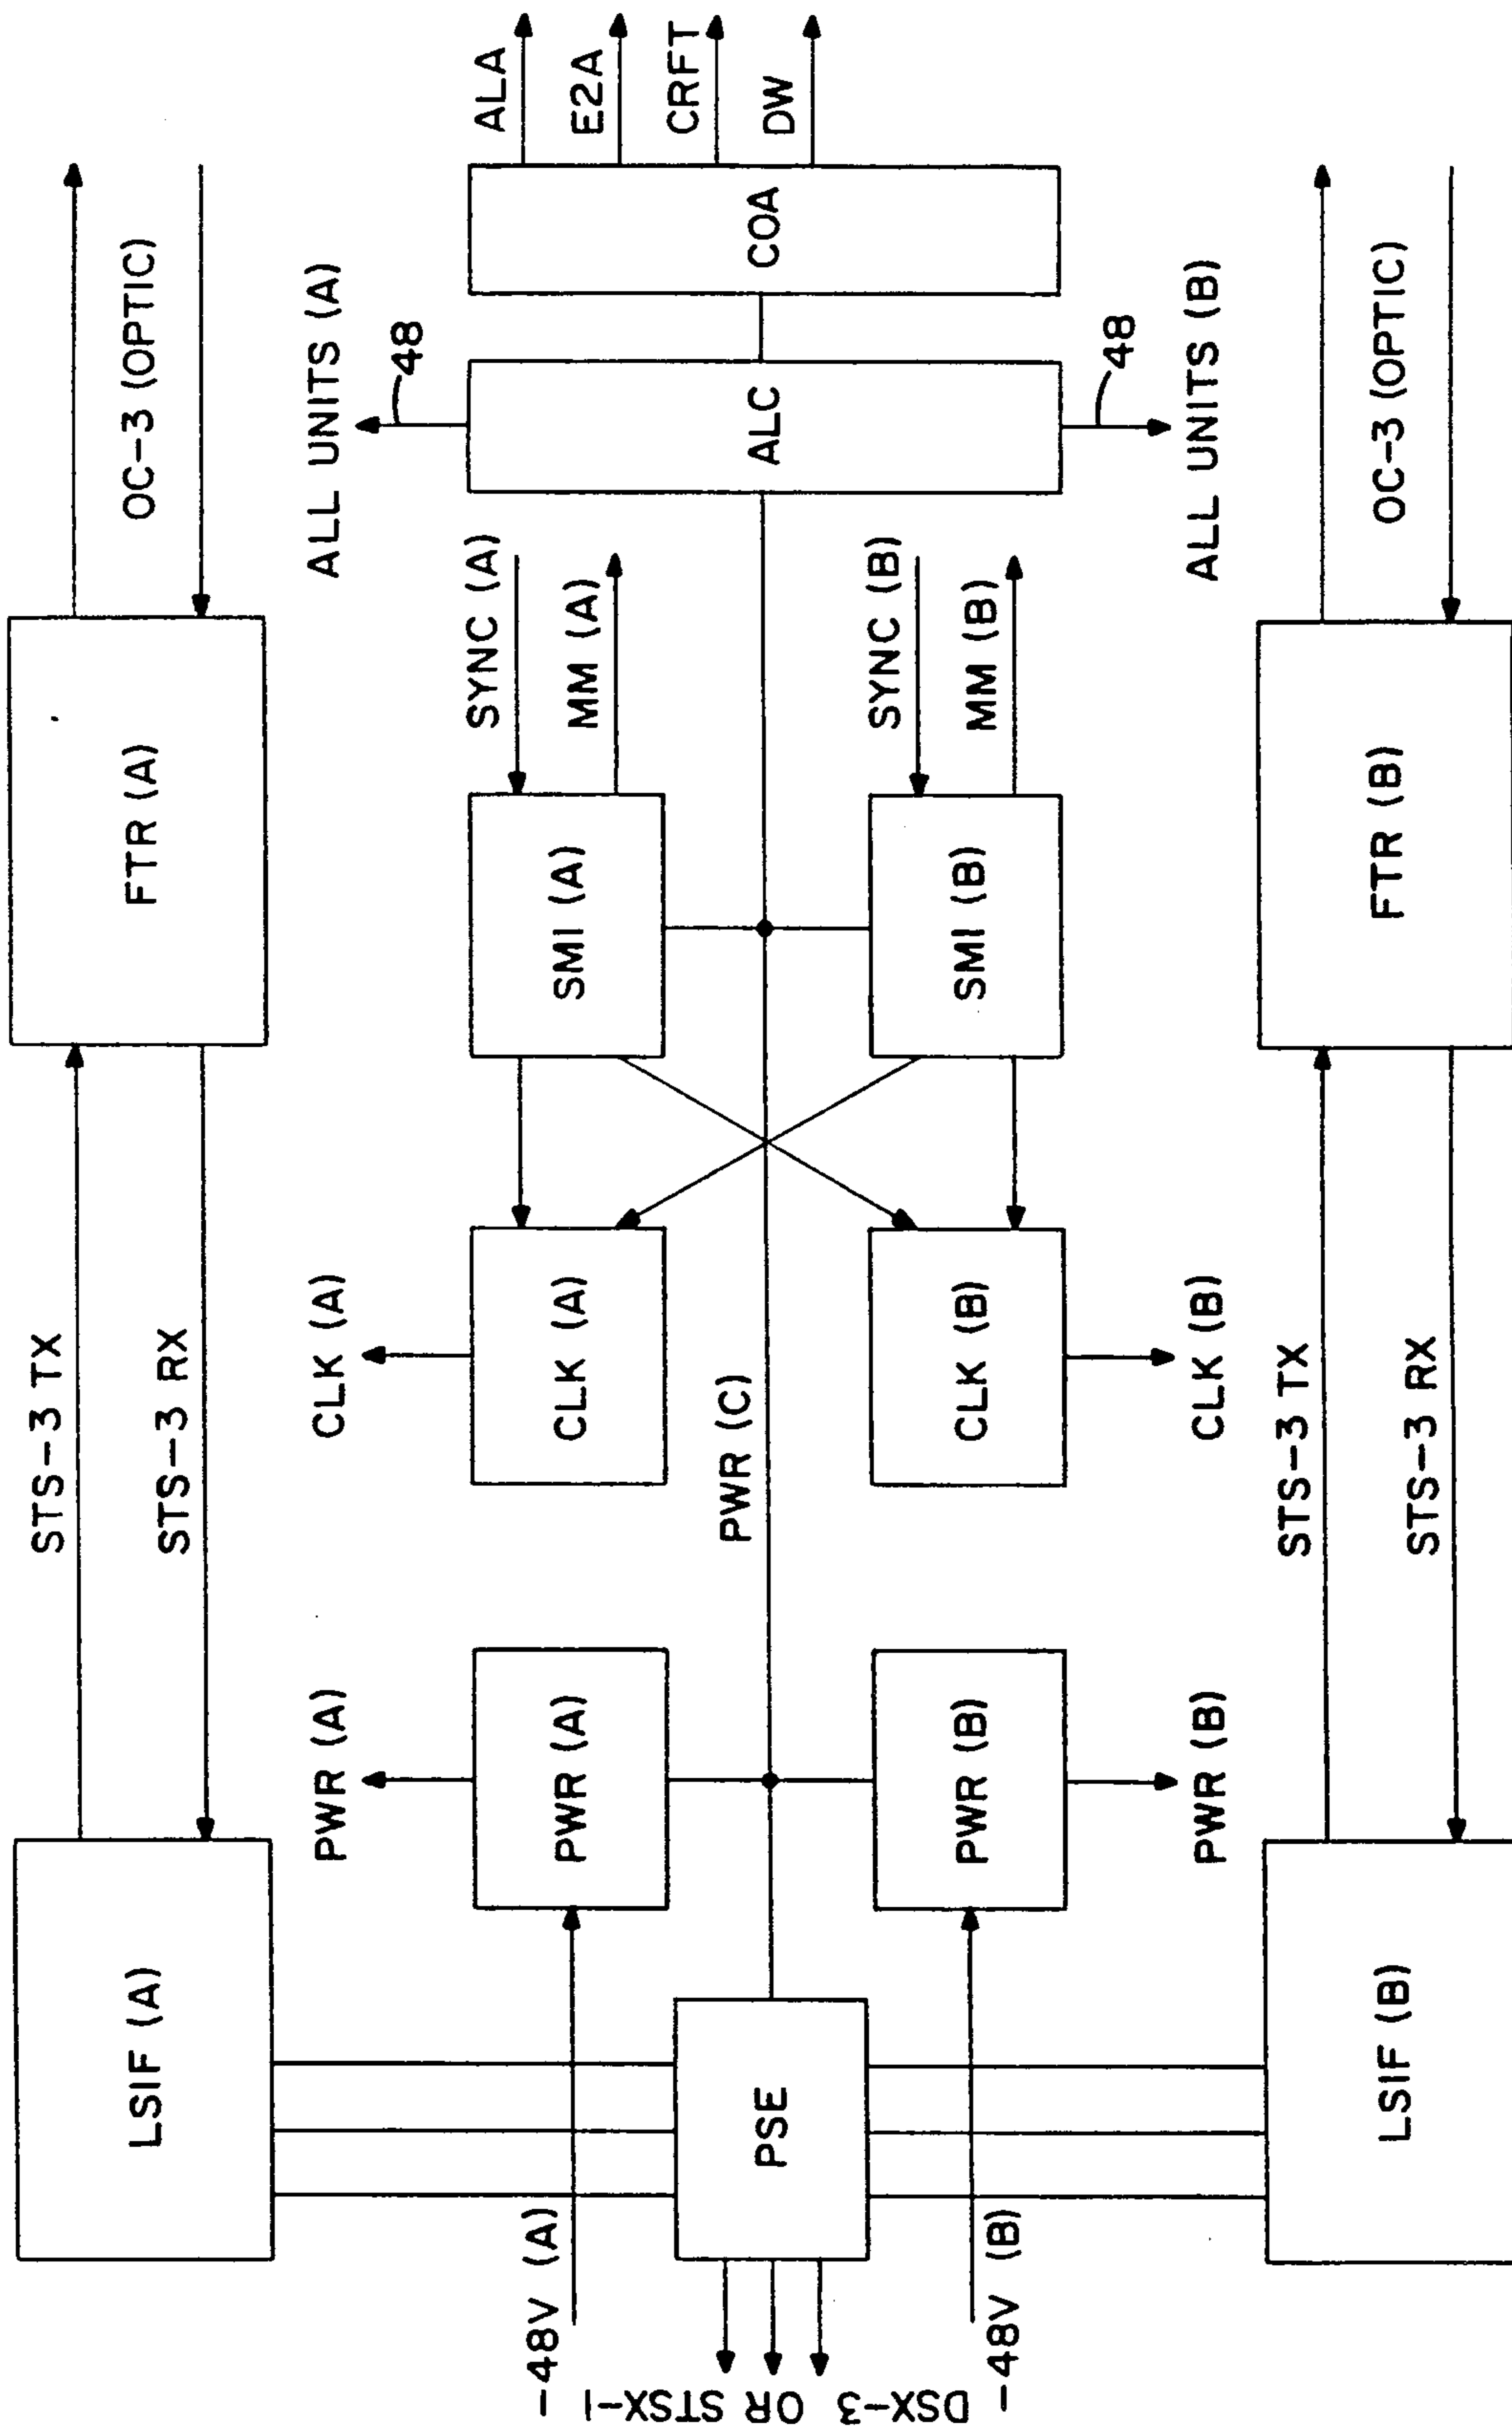 STS-3 TX
STS-3 RX
OC-3 (OPTIC)
LSIF (A)
FTR (A)
PWR (A)
CLK (A)
ALL UNITS (A)
48
-48V (A)
PWR (A)
CLK (A)
SMI (A)
SYNC (A)
MM (A)
ALA
E2A
CRFT
DW
DSX-3 OR STSX-1
PSE
PWR (C)
ALC
COA
-48V (B)
PWR (B)
CLK (B)
SMI (B)
SYNC (B)
MM (B)
48
PWR (B)
CLK (B)
ALL UNITS (B)
STS-3 TX
STS-3 RX
OC-3 (OPTIC)
LSIF (B)
FTR (B)